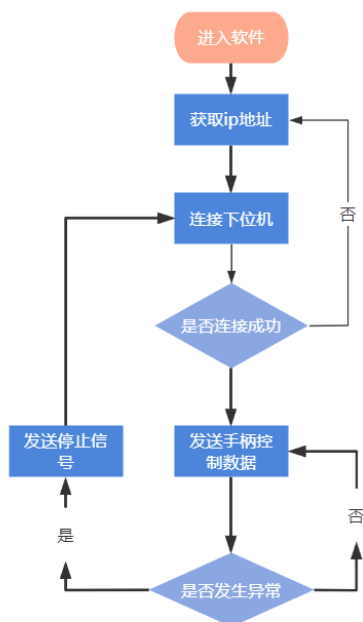 进入软件
获取ip地址
连接下位机
否
是否连接成功
发送停止信
号
发送手柄控
制数据
是
否
是否发生异常